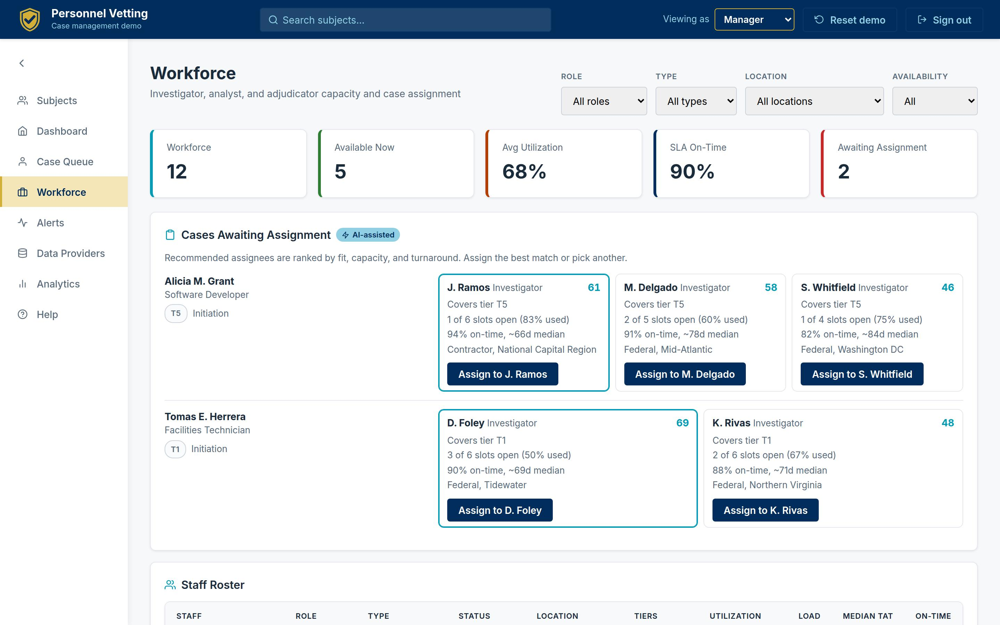 Personnel Vetting
Case management demo
Search subjects...
Viewing as
Manager
Reset demo
Sign out
Subjects
Dashboard
Case Queue
Workforce
Alerts
Data Providers
Analytics
Help
Workforce
Investigator, analyst, and adjudicator capacity and case assignment
ROLE
All roles
TYPE
All types
LOCATION
All locations
AVAILABILITY
All
Workforce
12
Available Now
5
Avg Utilization
68%
SLA On-Time
90%
Awaiting Assignment
2
Cases Awaiting Assignment
AI-assisted
Recommended assignees are ranked by fit, capacity, and turnaround. Assign the best match or pick another.
Alicia M. Grant
Software Developer
T5 Initiation
J. Ramos Investigator 61
Covers tier T5
1 of 6 slots open (83% used)
94% on-time, ~66d median
Contractor, National Capital Region
Assign to J. Ramos
M. Delgado Investigator 58
Covers tier T5
2 of 5 slots open (60% used)
91% on-time, ~78d median
Federal, Mid-Atlantic
Assign to M. Delgado
S. Whitfield Investigator 46
Covers tier T5
1 of 4 slots open (75% used)
82% on-time, ~84d median
Federal, Washington DC
Assign to S. Whitfield
Tomas E. Herrera
Facilities Technician
T1 Initiation
D. Foley Investigator 69
Covers tier T1
3 of 6 slots open (50% used)
90% on-time, ~69d median
Federal, Tidewater
Assign to D. Foley
K. Rivas Investigator 48
Covers tier T1
2 of 6 slots open (67% used)
88% on-time, ~71d median
Federal, Northern Virginia
Assign to K. Rivas
Staff Roster
STAFF ROLE TYPE STATUS LOCATION TIERS UTILIZATION LOAD MEDIAN TAT ON-TIME